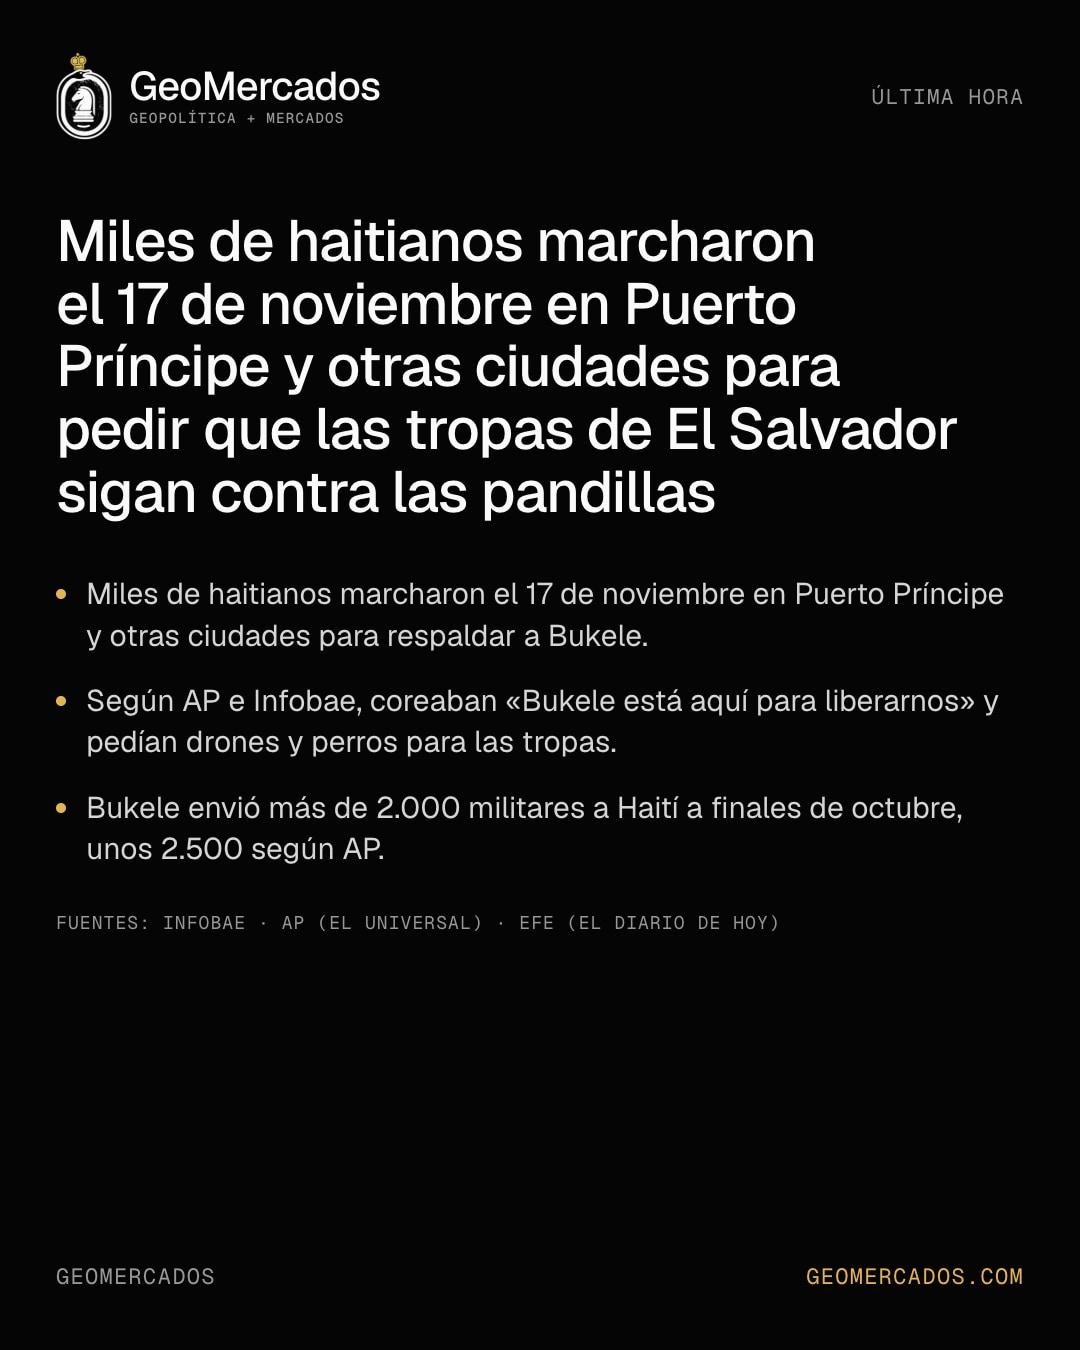 GeoMercados
GEOPOLÍTICA + MERCADOS
ÚLTIMA HORA
Miles de haitianos marcharon
el 17 de noviembre en Puerto
Príncipe y otras ciudades para
pedir que las tropas de El Salvador
sigan contra las pandillas
• Miles de haitianos marcharon el 17 de noviembre en Puerto Príncipe
y otras ciudades para respaldar a Bukele.
• Según AP e Infobae, coreaban «Bukele está aquí para liberarnos» y
pedían drones y perros para las tropas.
• Bukele envió más de 2.000 militares a Haití a finales de octubre,
unos 2.500 según AP.
FUENTES: INFOBAE · AP (EL UNIVERSAL) · EFE (EL DIARIO DE HOY)
GEOMERCADOS
GEOMERCADOS.COM